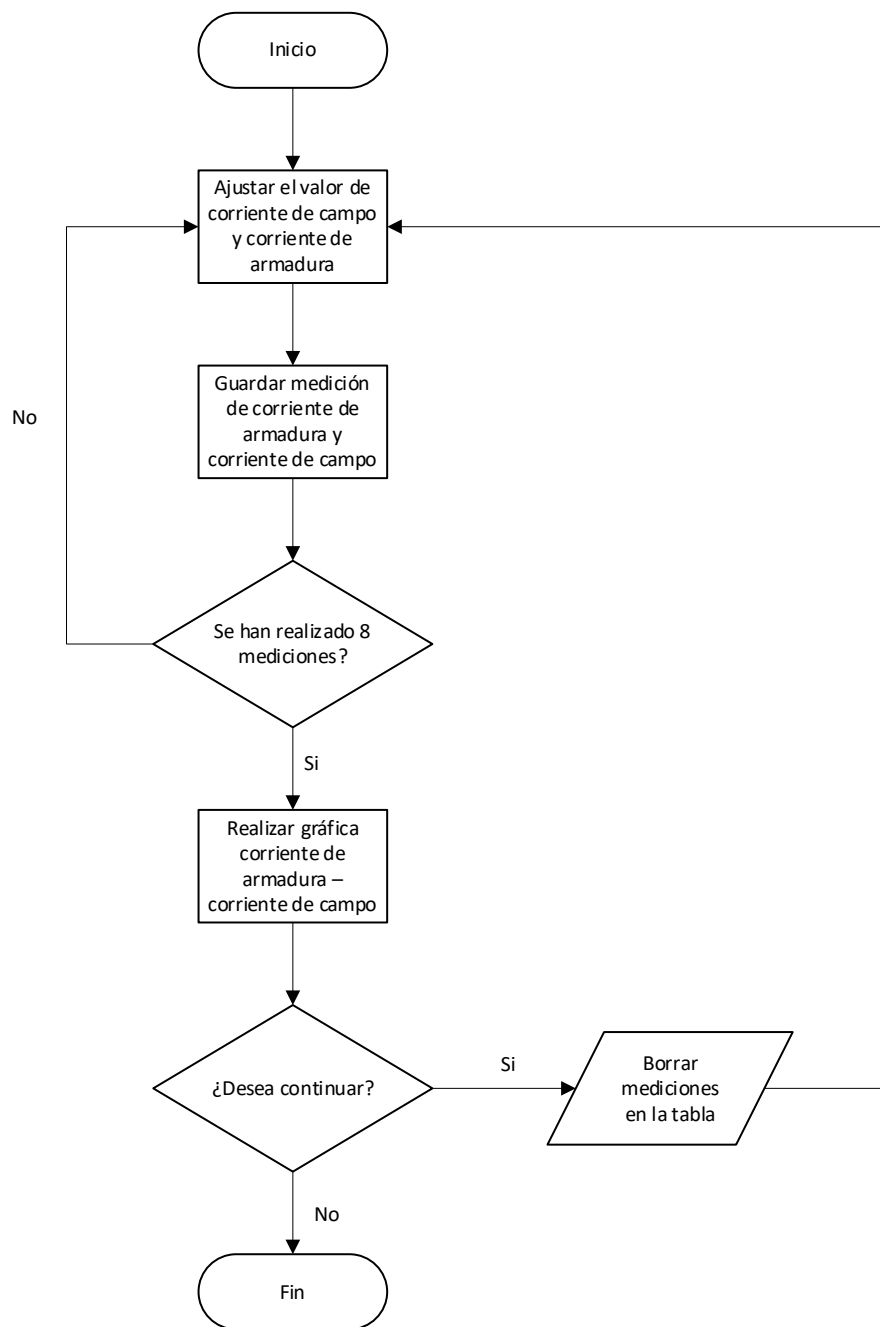 Inicio
Ajustar el valor de
corriente de campo
y corriente de
armadura
Guardar medición
de corriente de
armadura y
corriente de campo
No
Se han realizado 8
mediciones?
Si
Realizar gráfica
corriente de
armadura –
corriente de campo
¿Desea continuar?
Si
Borrar
mediciones
en la tabla
No
Fin